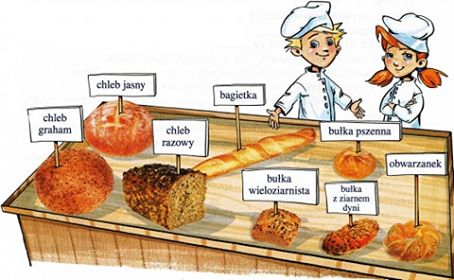 chleb jasny
bagietka
chleb
graham
chleb
razowy
bułka pszenna
obwarzanek
bułka
wieloziarnista
bułka
z ziarnem
dyni